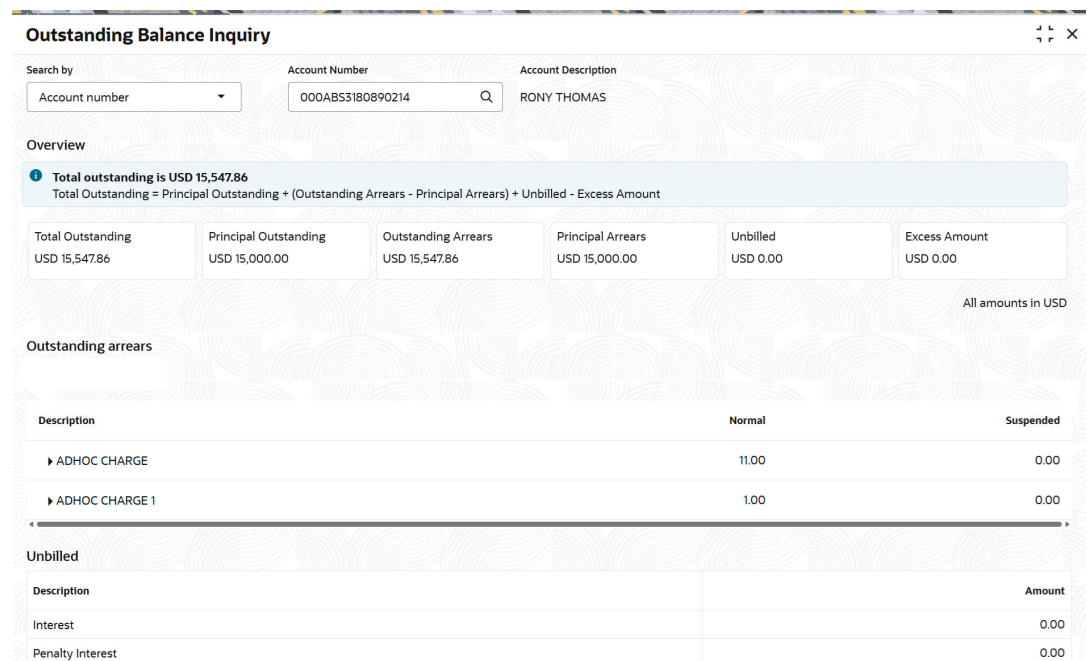 Outstanding Balance Inquiry
Search by
Account Number
Account Description
Account number
000ABS3180890214
RONY THOMAS
Overview
Total outstanding is USD 15,547.86
Total Outstanding = Principal Outstanding + (Outstanding Arrears - Principal Arrears) + Unbilled - Excess Amount
Total Outstanding
USD 15,547.86
Principal Outstanding
USD 15,000.00
Outstanding Arrears
USD 15,547.86
Principal Arrears
USD 15,000.00
Unbilled
USD 0.00
Excess Amount
USD 0.00
All amounts in USD
Outstanding arrears
Description Normal Suspended
ADHOC CHARGE 11.00 0.00
ADHOC CHARGE 1 1.00 0.00
Unbilled
Description Amount
Interest 0.00
Penalty Interest 0.00